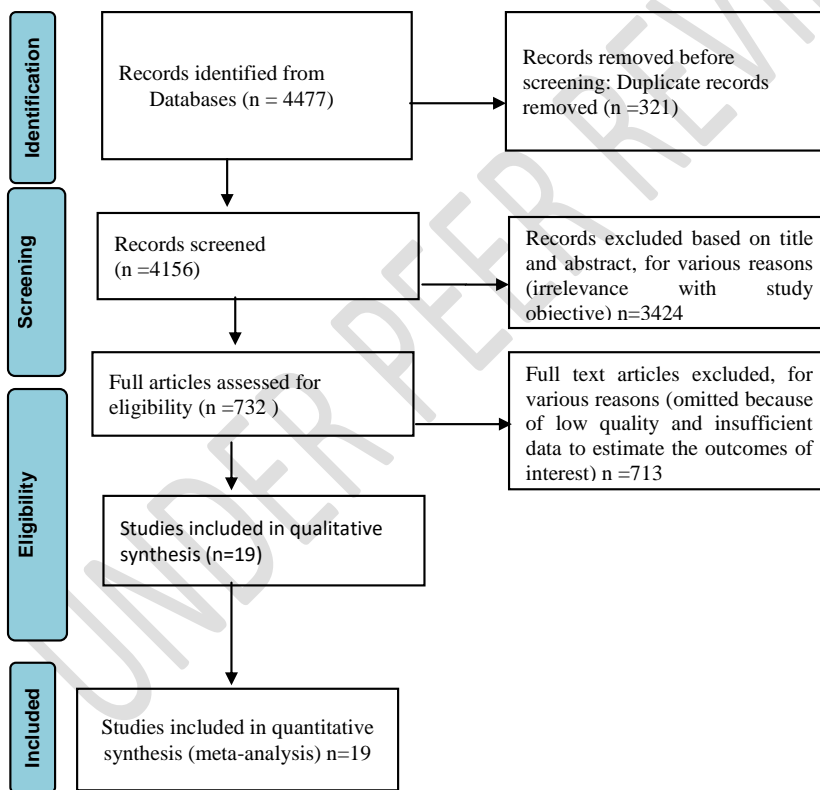 Identification
Records identified from
Databases (n = 4477)
Records removed before
screening: Duplicate records
removed (n =321)
Screening
Records screened
(n =4156)
Records excluded based on title
and abstract, for various reasons
(irrelevance with study
objective) n=3424
Full articles assessed for
eligibility (n =732 )
Full text articles excluded, for
various reasons (omitted because
of low quality and insufficient
data to estimate the outcomes of
interest) n =713
Eligibility
Studies included in qualitative
synthesis (n=19)
Included
Studies included in quantitative
synthesis (meta-analysis) n=19
UNDER PEER REVI